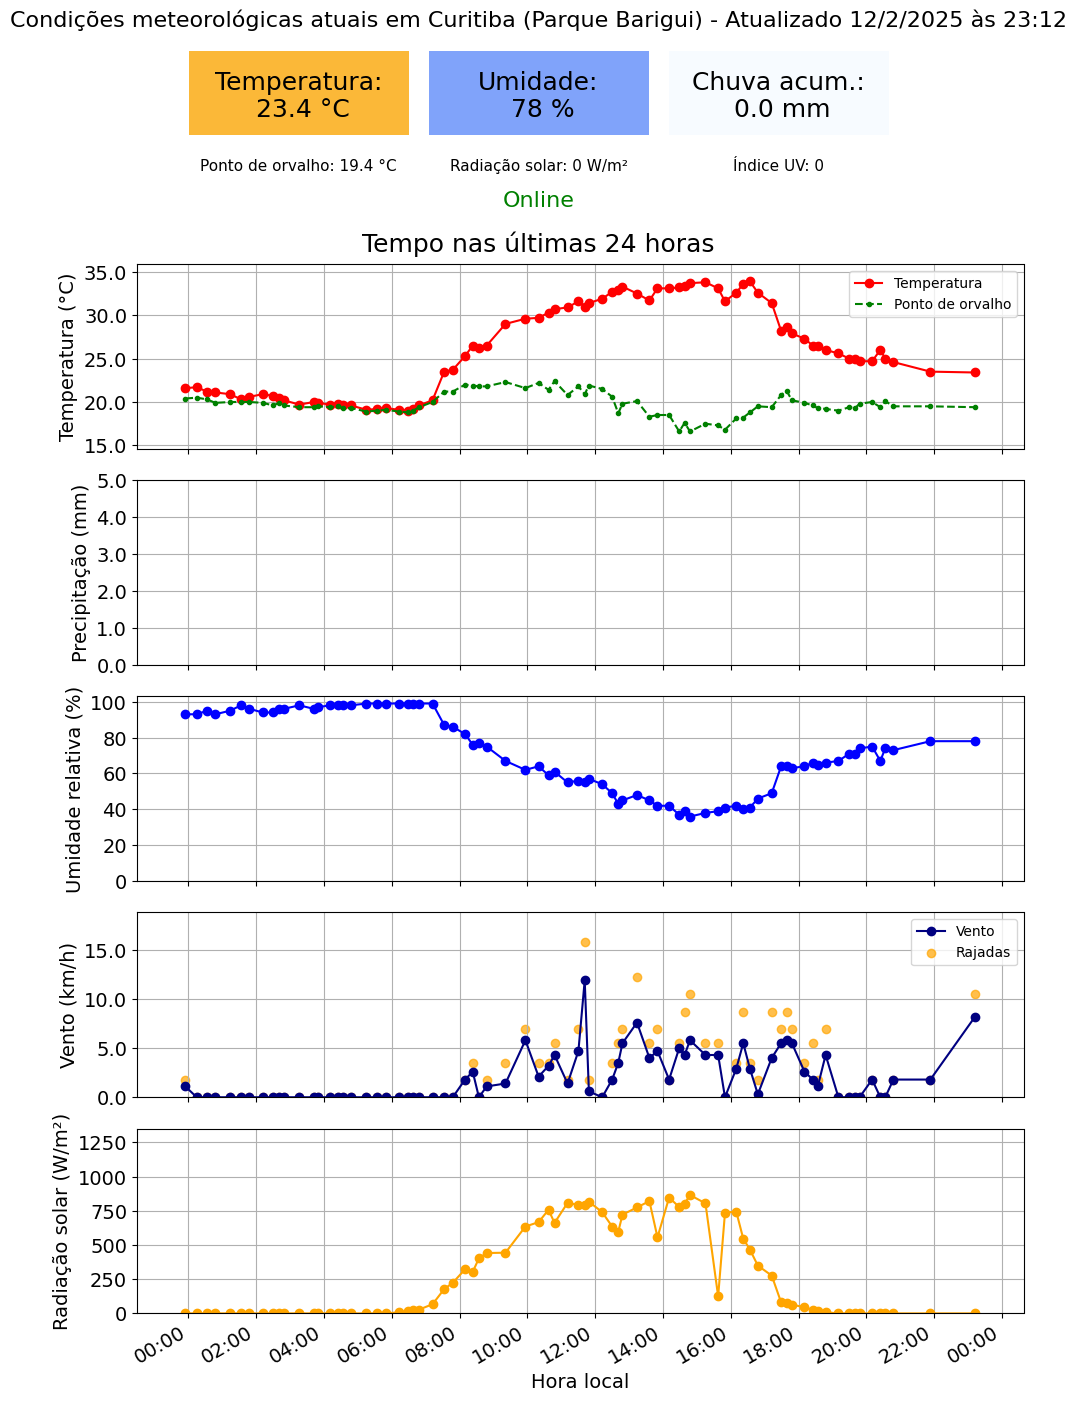 Condições meteorológicas atuais em Curitiba (Parque Barigui) - Atualizado 12/2/2025 às 23:12
Temperatura:
23.4 °C
Umidade:
78 %
Chuva acum.:
0.0 mm
Ponto de orvalho: 19.4 °C
Radiação solar: 0 W/m²
Índice UV: 0
Online
Tempo nas últimas 24 horas
Temperatura (°C)
35.0
30.0
25.0
20.0
15.0
Temperatura
Ponto de orvalho
Precipitação (mm)
5.0
4.0
3.0
2.0
1.0
0.0
Umidade relativa (%)
100
80
60
40
20
0
Vento (km/h)
15.0
10.0
5.0
0.0
Vento
Rajadas
Radiação solar (W/m²)
1250
1000
750
500
250
0
00:00 02:00 04:00 06:00 08:00 10:00 12:00 14:00 16:00 18:00 20:00 22:00 00:00
Hora local